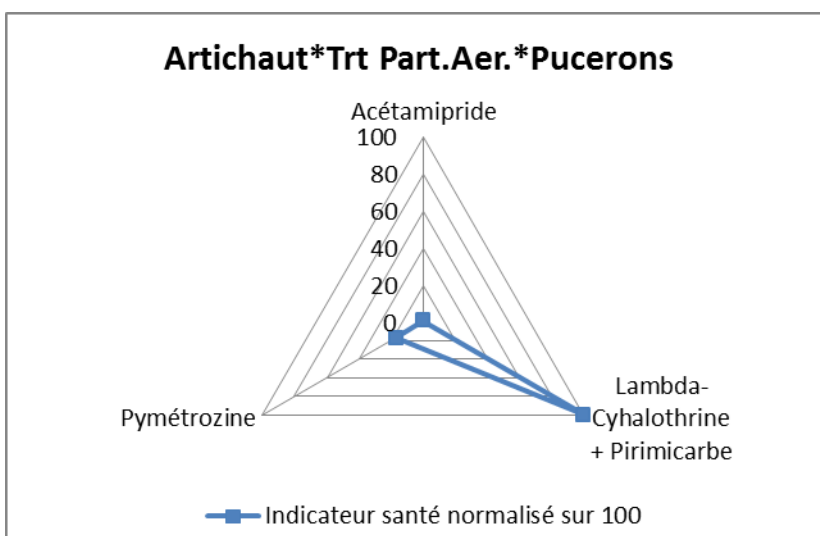 Artichaut*Trt Part.Aer.*Pucerons
Acétamipride
100
80
60
40
20
0
Lambda-
Cyhalothrine
+ Pirimicarbe
Pymétrozine
Indicateur santé normalisé sur 100